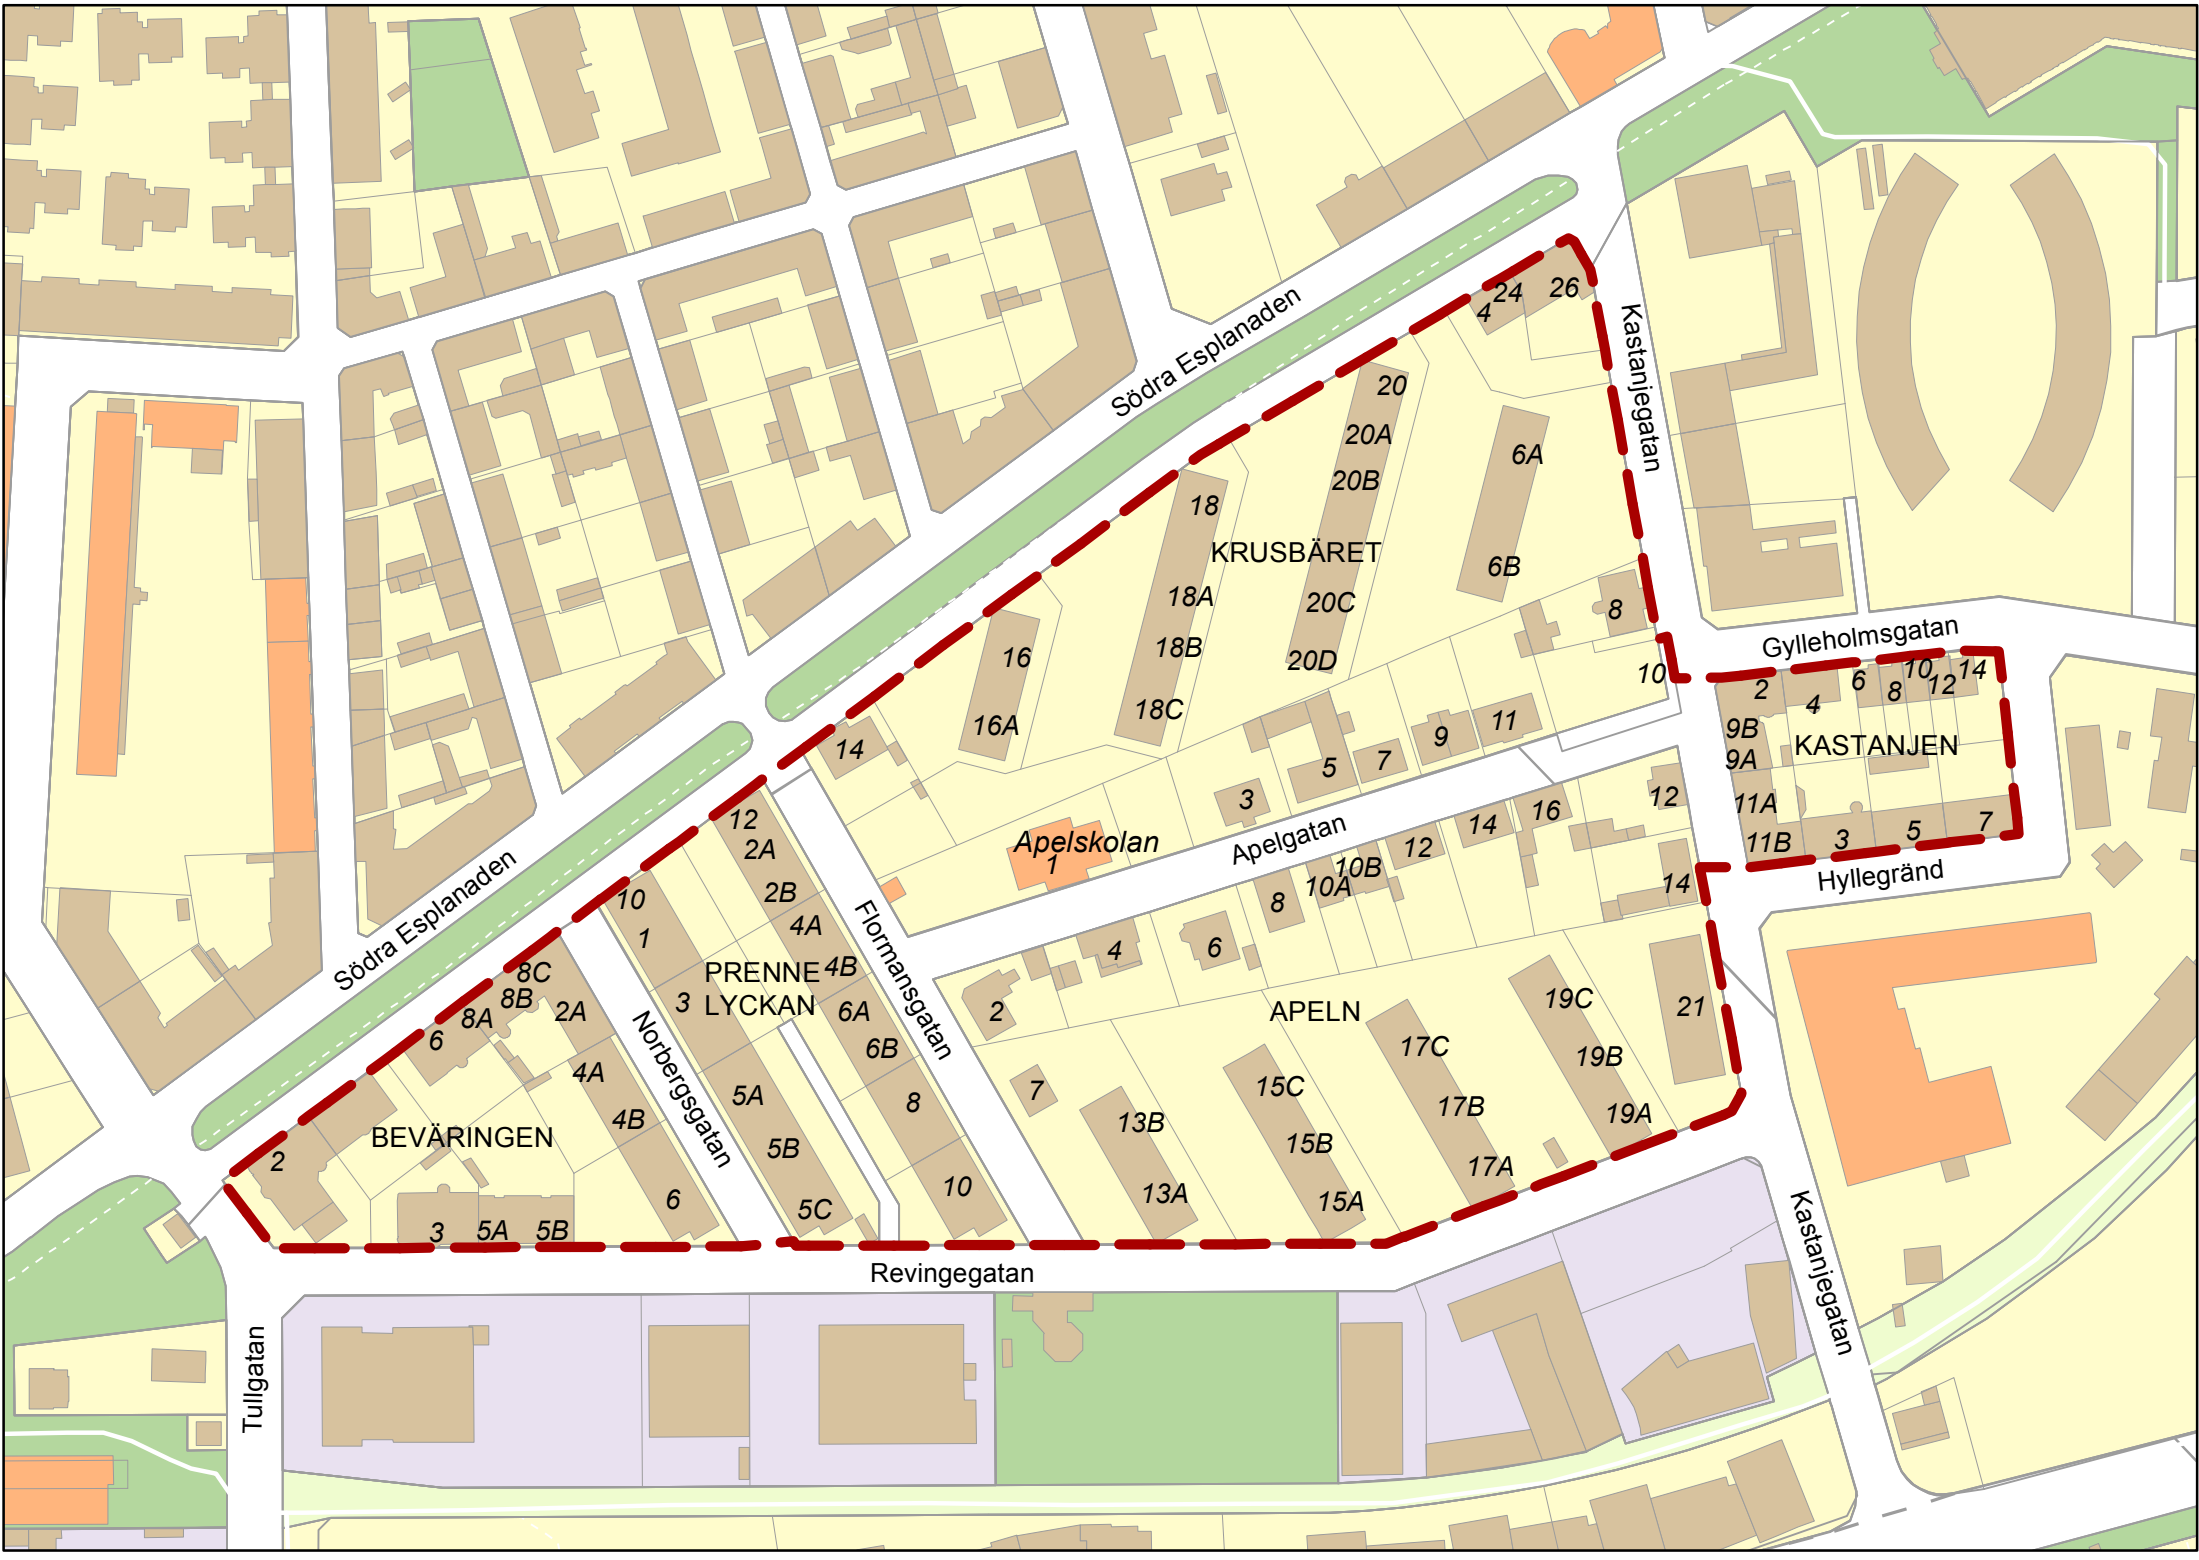 Södra Esplanaden
Kastanjegatan
4
24
26
20
20A
20B
20C
20D
6A
6B
18
18A
18B
18C
KRUSBÄRET
16
16A
14
8
10
Gylleholmsgatan
2
4
6
8
10
12
14
9B
9A
KASTANJEN
11A
11B
3
5
7
Hyllegränd
Apelskolan
1
3
5
7
9
11
Apelgatan
2
4
6
8
10A
10B
12
14
16
12
14
APELN
7
13B
13A
15C
15B
15A
17C
17B
17A
19C
19B
19A
21
Flormansgatan
12
2A
2B
4A
4B
6A
6B
8
10
PRENNE
LYCKAN
10
1
3
5A
5B
5C
Norbergsgatan
Södra Esplanaden
8C
8B
8A
6
2A
4A
4B
6
BEVÄRINGEN
2
3
5A
5B
Revingegatan
Tullgatan
Kastanjegatan